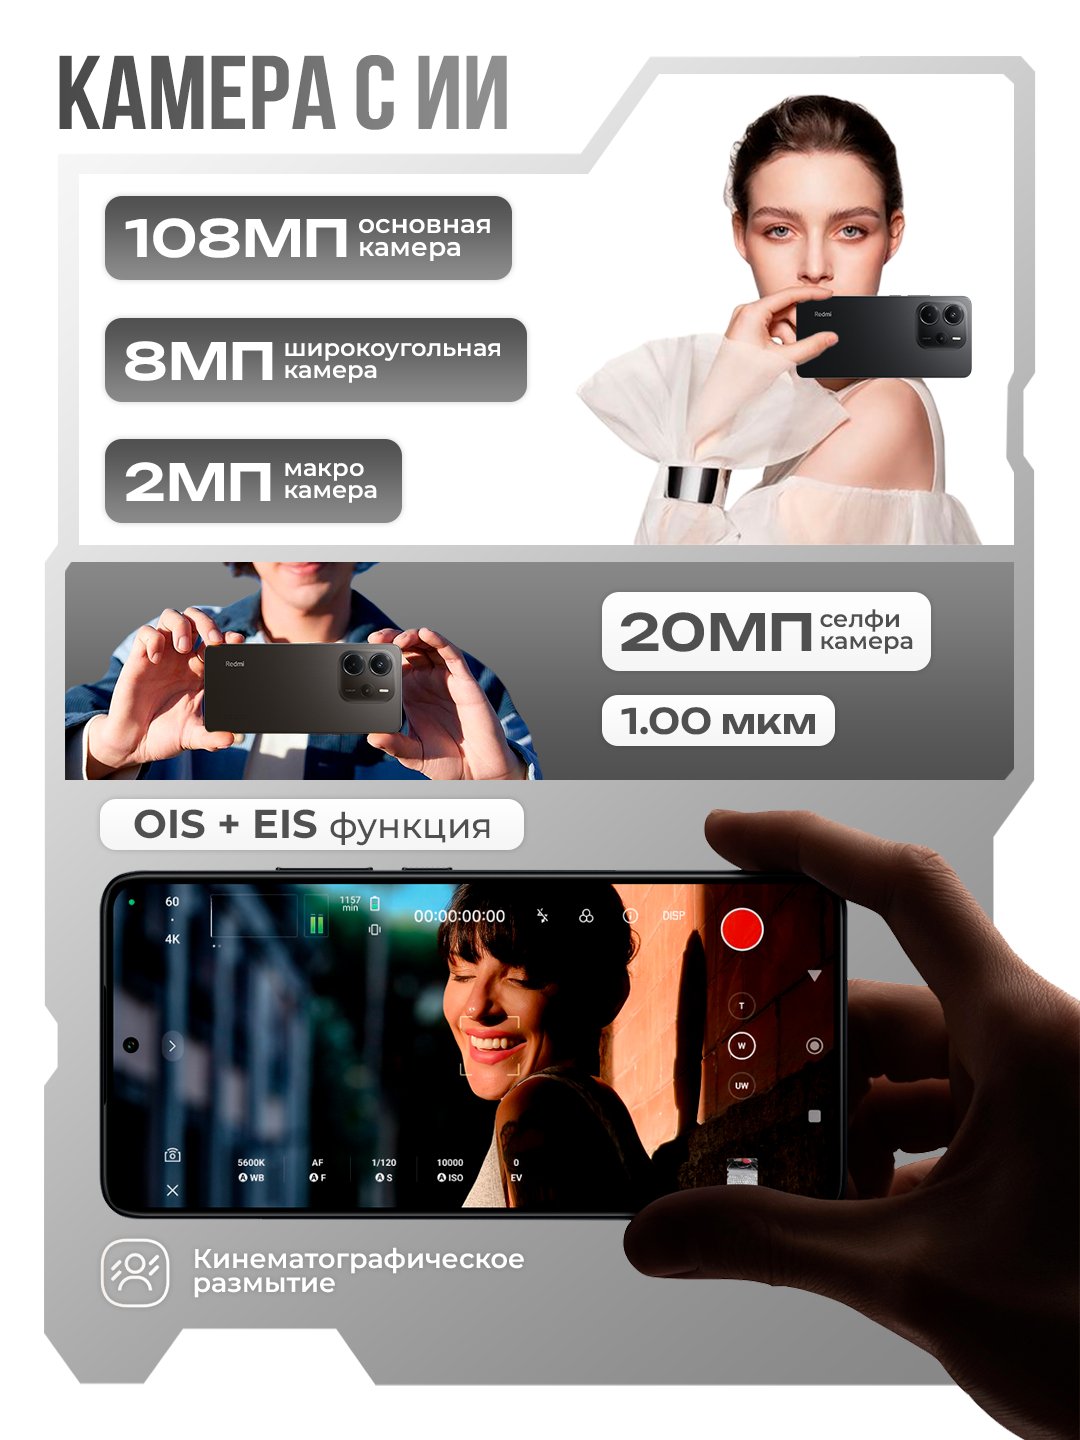 КАМЕРА С ИИ
108МП основная
камера
8МП широкоугольная
камера
2МП макро
камера
Redmi
20МП селфи
камера
1.00 мкм
Redmi
OIS + EIS функция
60
4K
1157
min
00:00:00:00
DISP
T
W
UW
5600K AF 1/120 10000 0
A WB A F A S A ISO EV
Кинематографическое
размытие